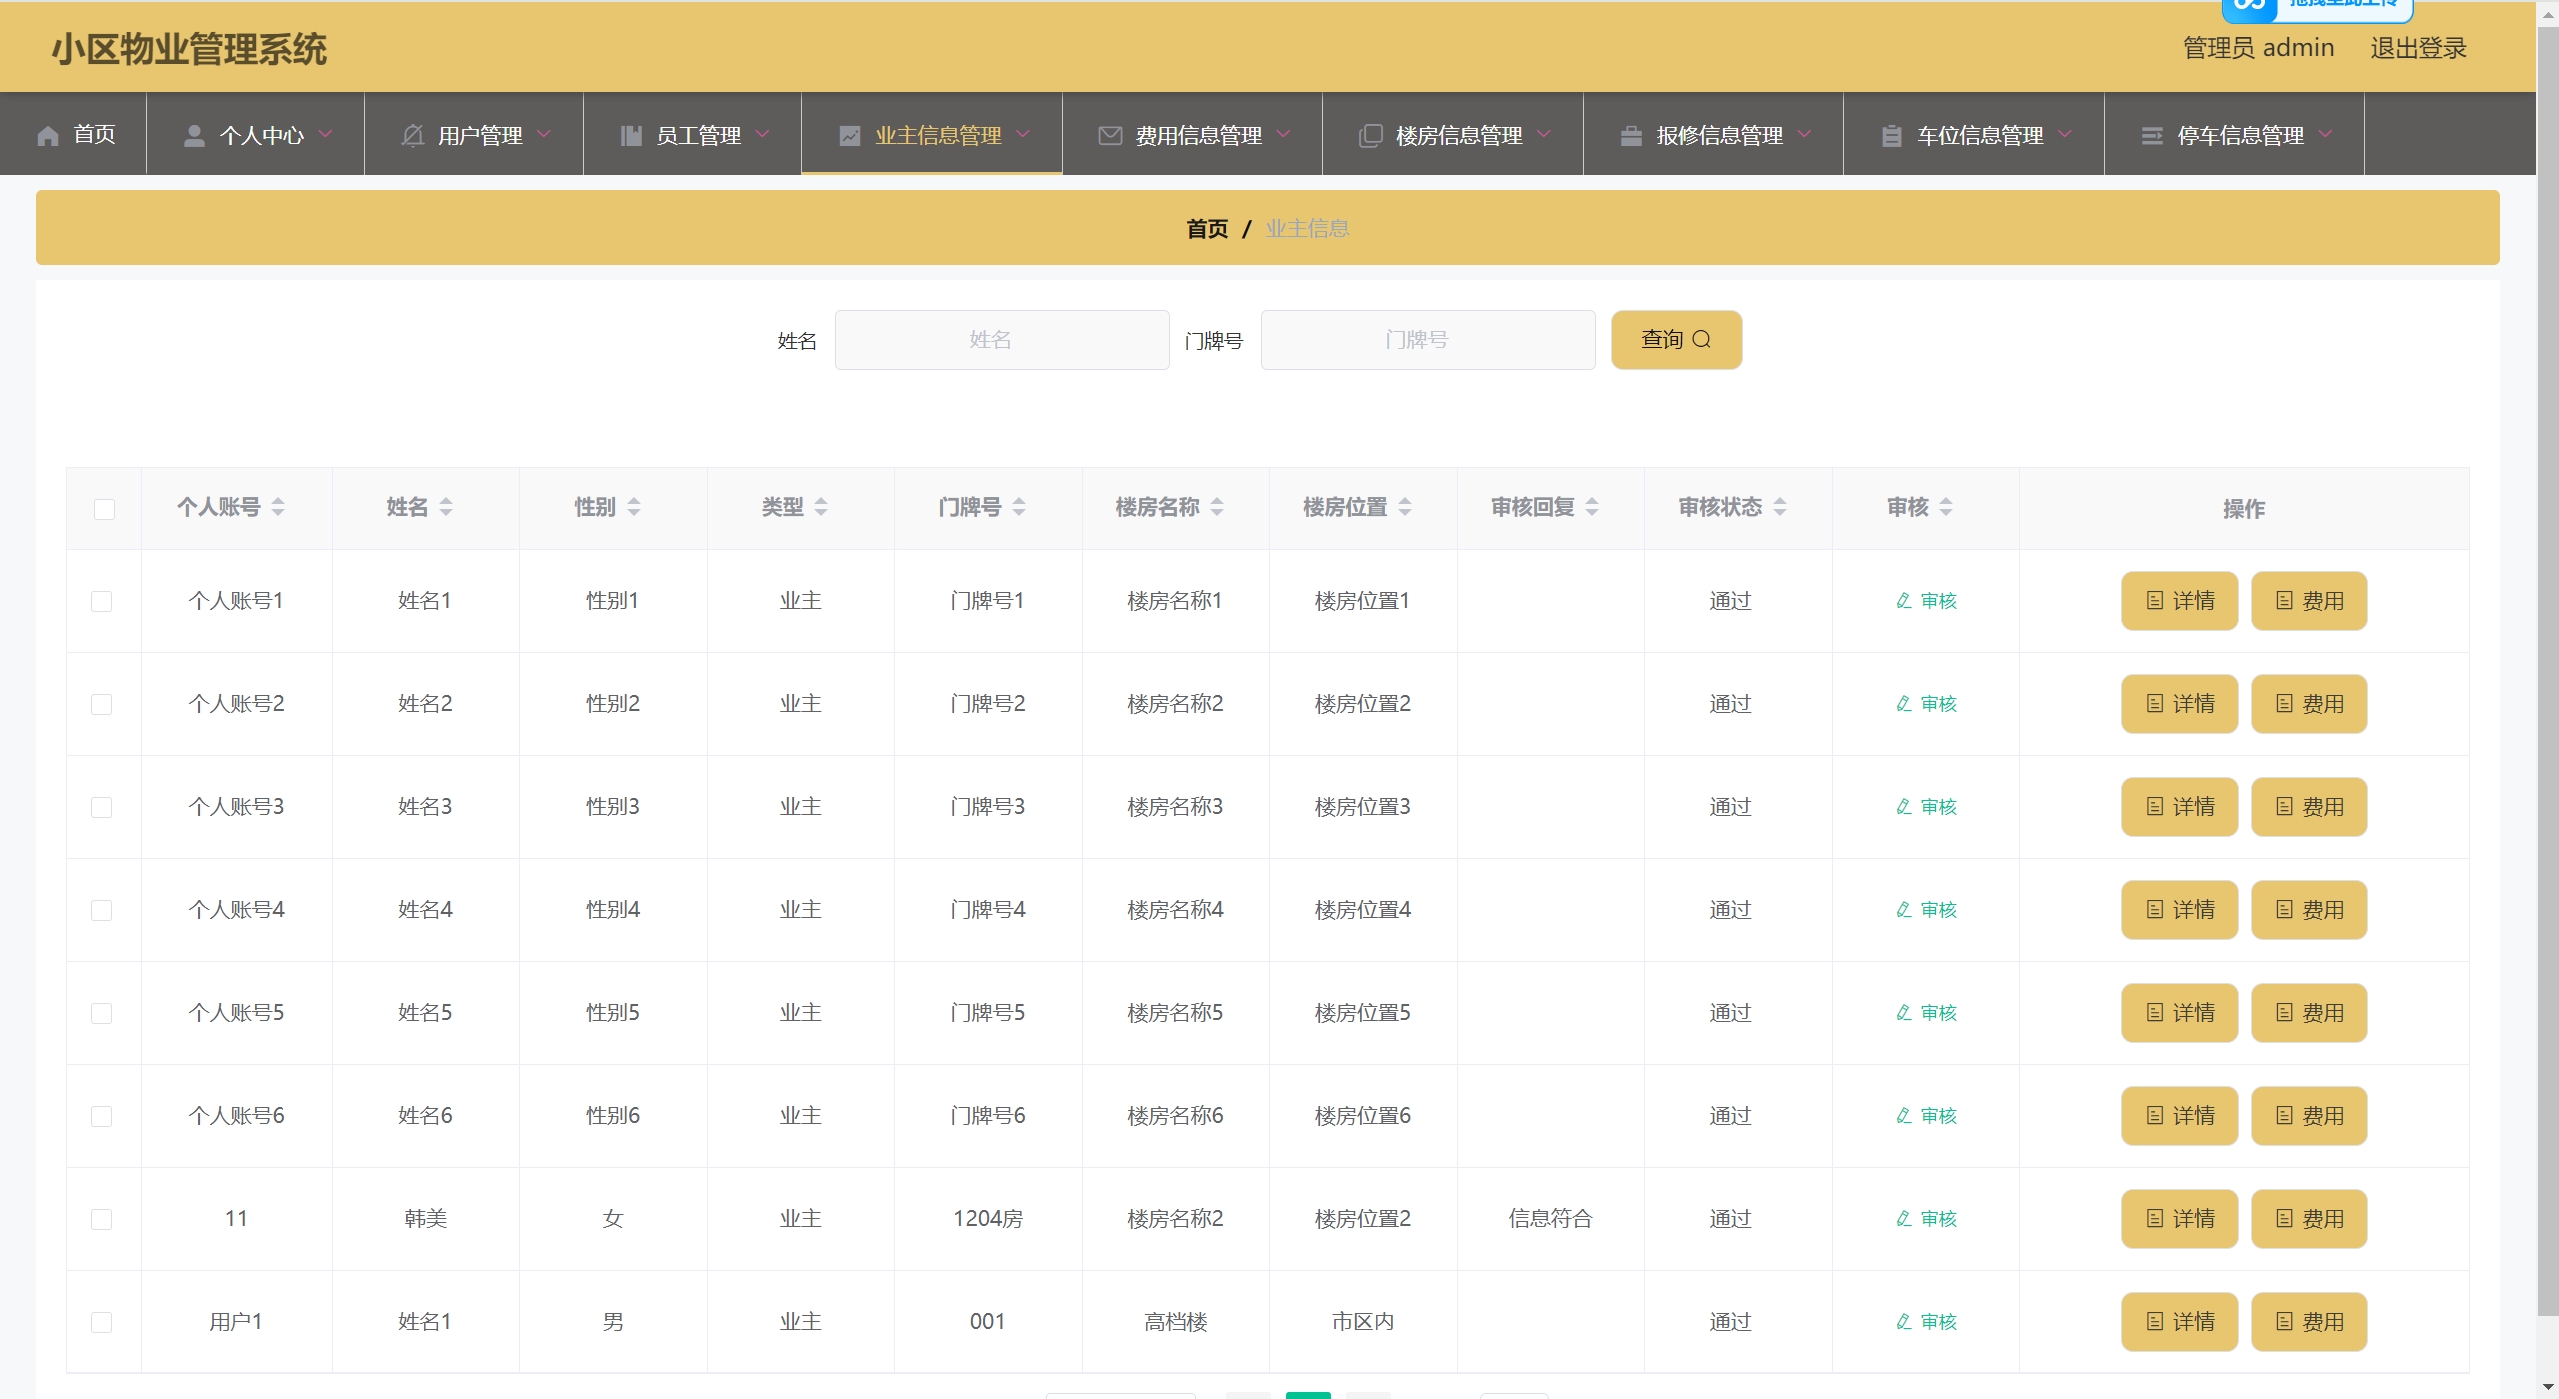 拖拽至此上传
小区物业管理系统
管理员 admin 退出登录
首页 个人中心 用户管理 员工管理 业主信息管理 费用信息管理 楼房信息管理 报修信息管理 车位信息管理 停车信息管理
首页 / 业主信息
姓名 姓名 门牌号 门牌号 查询
个人账号 姓名 性别 类型 门牌号 楼房名称 楼房位置 审核回复 审核状态 审核 操作
个人账号1 姓名1 性别1 业主 门牌号1 楼房名称1 楼房位置1 通过 审核 详情 费用
个人账号2 姓名2 性别2 业主 门牌号2 楼房名称2 楼房位置2 通过 审核 详情 费用
个人账号3 姓名3 性别3 业主 门牌号3 楼房名称3 楼房位置3 通过 审核 详情 费用
个人账号4 姓名4 性别4 业主 门牌号4 楼房名称4 楼房位置4 通过 审核 详情 费用
个人账号5 姓名5 性别5 业主 门牌号5 楼房名称5 楼房位置5 通过 审核 详情 费用
个人账号6 姓名6 性别6 业主 门牌号6 楼房名称6 楼房位置6 通过 审核 详情 费用
11 韩美 女 业主 1204房 楼房名称2 楼房位置2 信息符合 通过 审核 详情 费用
用户1 姓名1 男 业主 001 高档楼 市区内 通过 审核 详情 费用